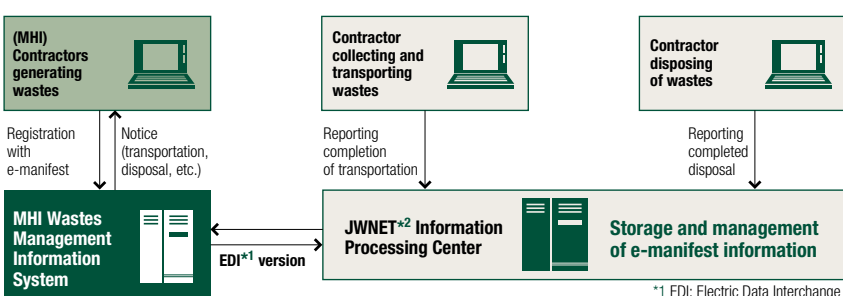 (MHI)
Contractors
generating
wastes
Contractor
collecting and
transporting
wastes
Contractor
disposing
of wastes
Registration
with
e-manifest
Notice
(transportation,
disposal, etc.)
Reporting
completion
of transportation
Reporting
completed
disposal
MHI Wastes
Management
Information
System
EDI*1 version
JWNET*2 Information
Processing Center
Storage and management
of e-manifest information
*1 EDI: Electric Data Interchange